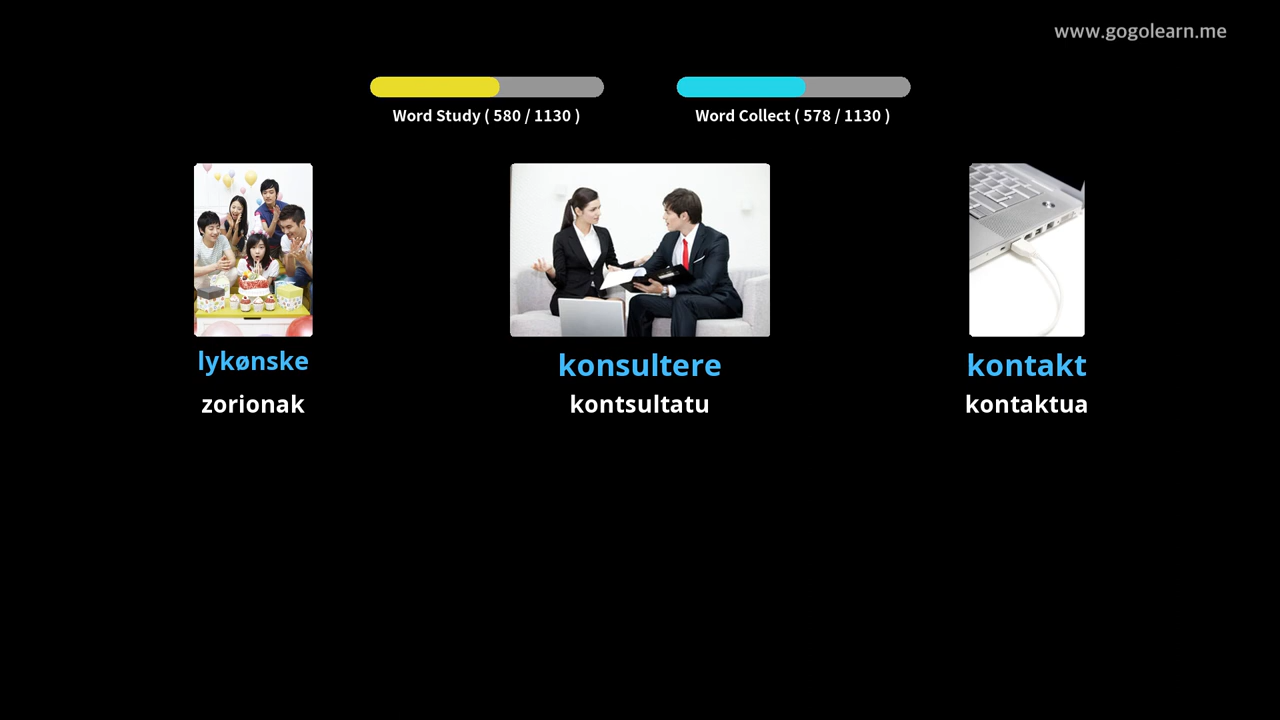 www.gogolearn.me
Word Study ( 580 / 1130 )
Word Collect ( 578 / 1130 )
lykønske
konsultere
kontakt
zorionak
kontsultatu
kontaktua